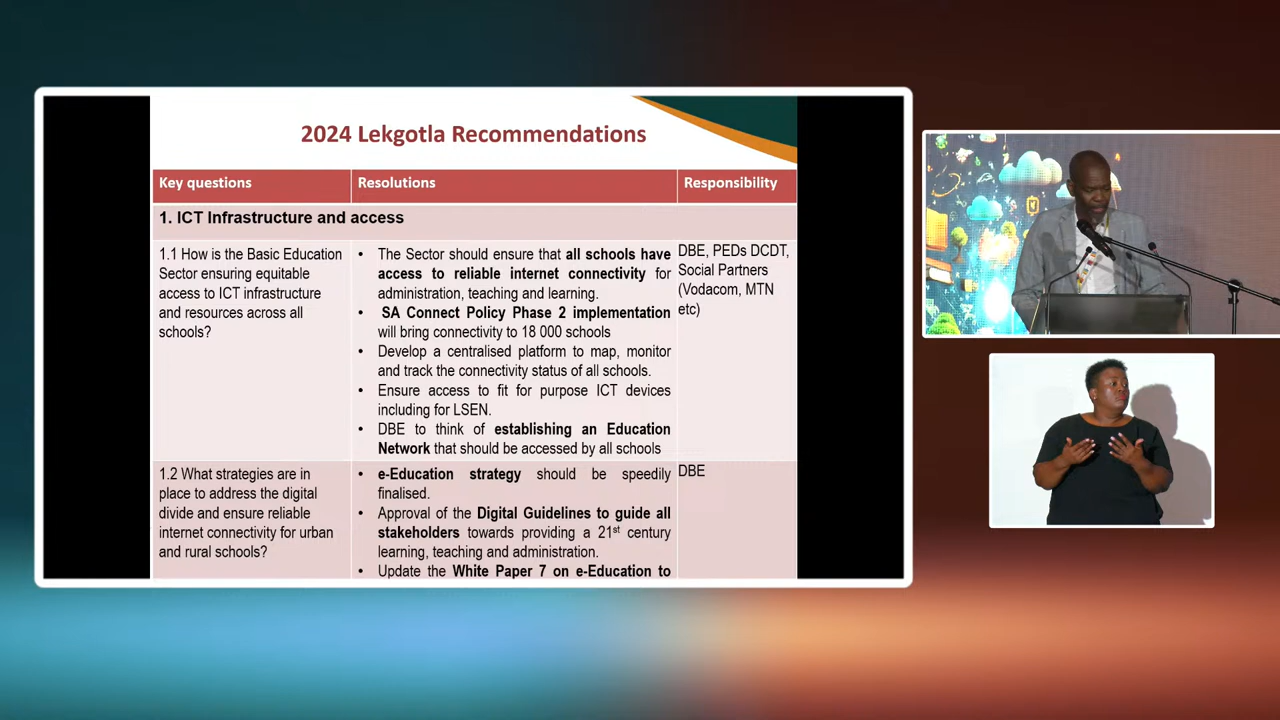 2024 Lekgotla Recommendations
Key questions
Resolutions
Responsibility
1. ICT Infrastructure and access
1.1 How is the Basic Education
Sector ensuring equitable
access to ICT infrastructure
and resources across all
schools?
• The Sector should ensure that all schools have
access to reliable internet connectivity for
administration, teaching and learning.
• SA Connect Policy Phase 2 implementation
will bring connectivity to 18 000 schools
• Develop a centralised platform to map, monitor
and track the connectivity status of all schools.
• Ensure access to fit for purpose ICT devices
including for LSEN.
• DBE to think of establishing an Education
Network that should be accessed by all schools
DBE, PEDs DCDT,
Social Partners
(Vodacom, MTN
etc)
1.2 What strategies are in
place to address the digital
divide and ensure reliable
internet connectivity for urban
and rural schools?
• e-Education strategy should be speedily
finalised.
• Approval of the Digital Guidelines to guide all
stakeholders towards providing a 21st century
learning, teaching and administration.
• Update the White Paper 7 on e-Education to
DBE